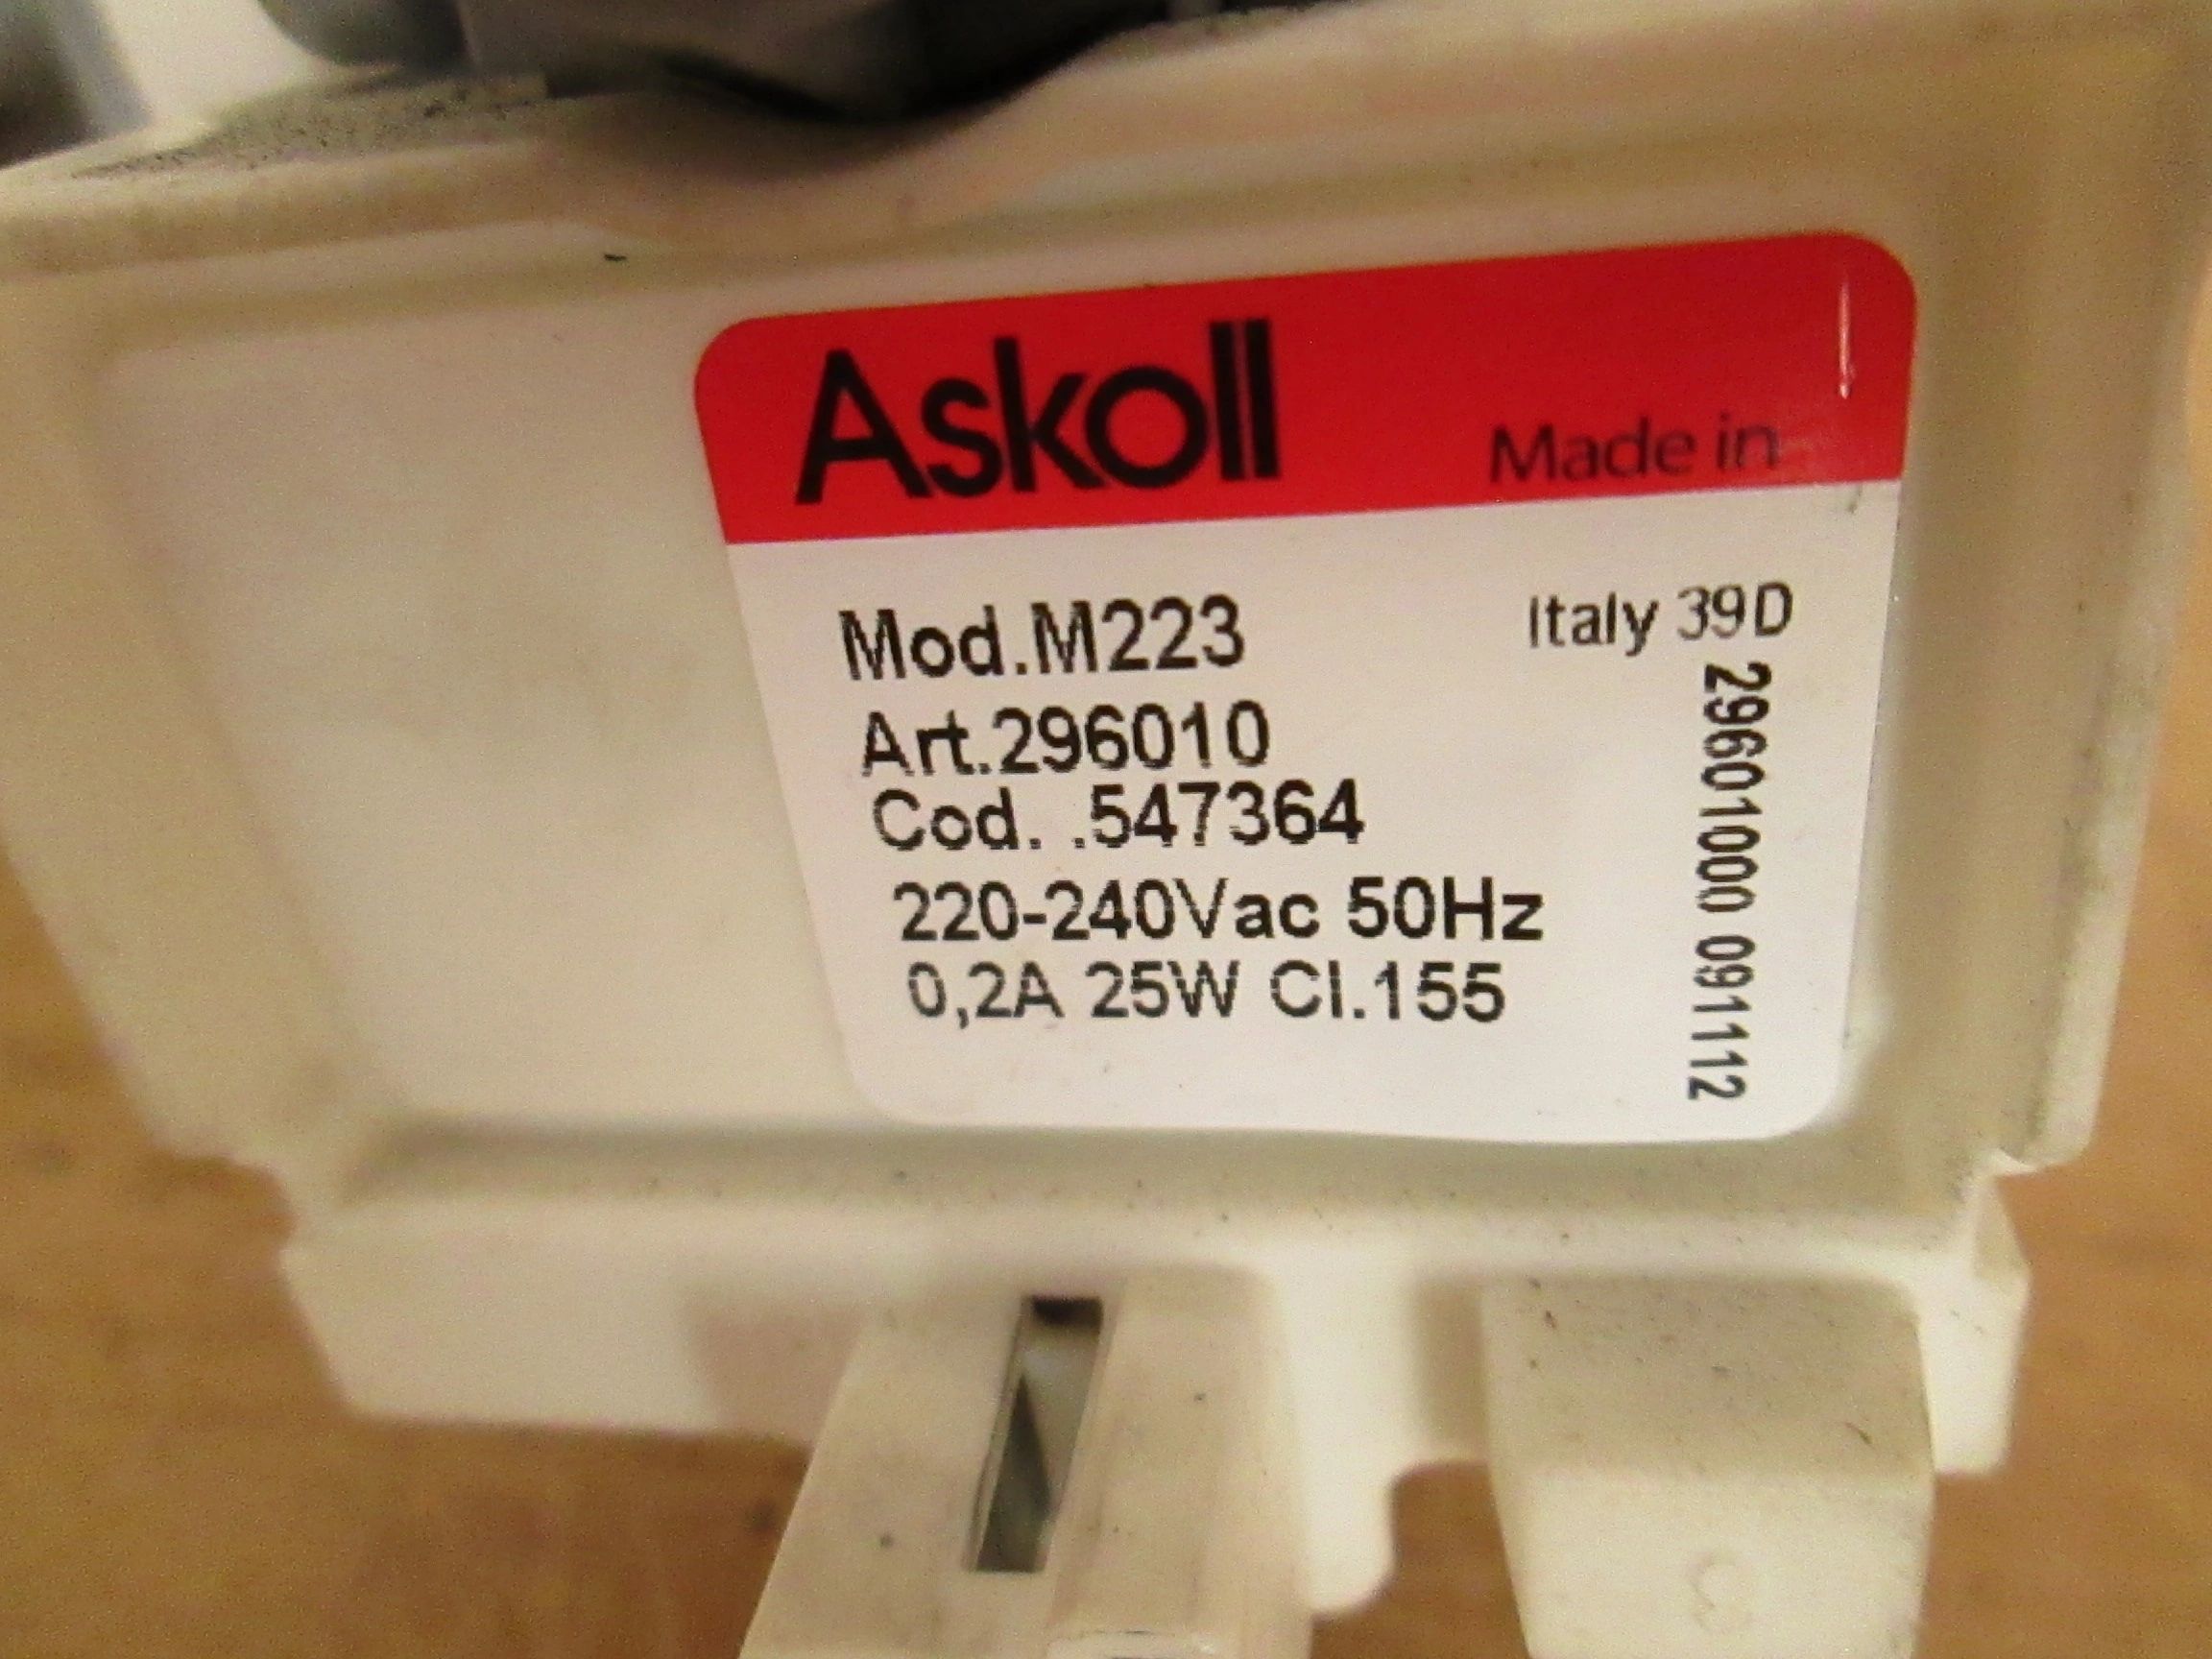 Askoll
Made in
Mod.M223
Italy 39D
Art.296010
Cod. .547364
220-240Vac 50Hz
0,2A 25W Cl.155
29601000 091112
3